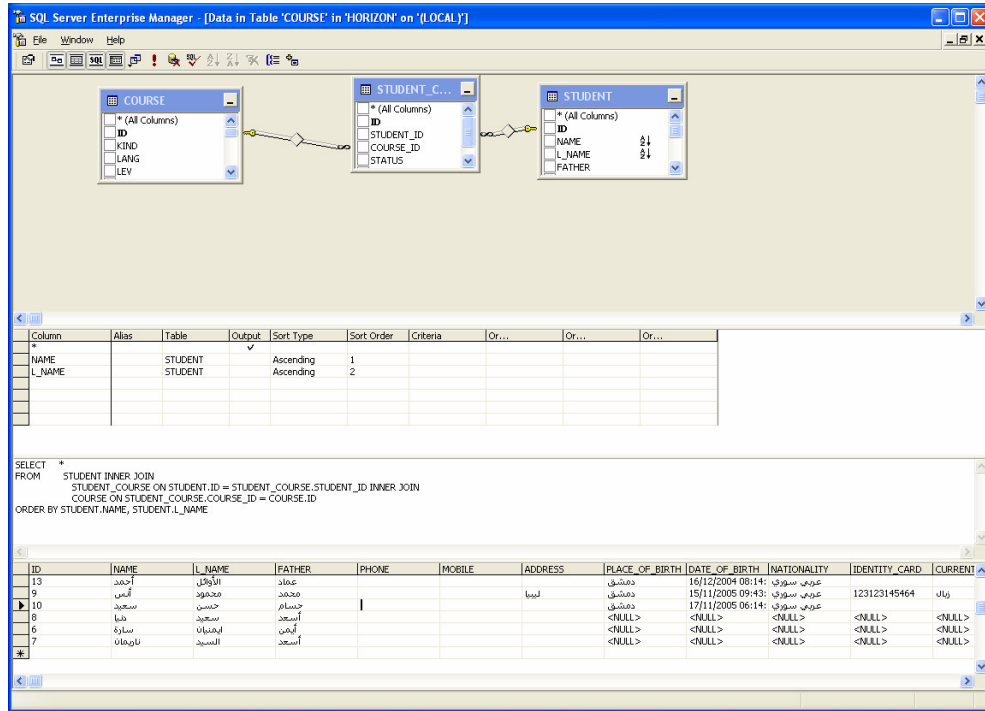 SQL Server Enterprise Manager - [Data in Table 'COURSE' in 'HORIZON' on '(LOCAL)']
File Window Help
SQL
COURSE
* (All Columns)
ID
KIND
LANG
LEV
STUDENT_C...
* (All Columns)
ID
STUDENT_ID
COURSE_ID
STATUS
STUDENT
* (All Columns)
ID
NAME
L_NAME
FATHER
Column Alias Table Output Sort Type Sort Order Criteria Or... Or... Or...
*
NAME STUDENT Ascending 1
L_NAME STUDENT Ascending 2
SELECT *
FROM STUDENT INNER JOIN
STUDENT_COURSE ON STUDENT.ID = STUDENT_COURSE.STUDENT_ID INNER JOIN
COURSE ON STUDENT_COURSE.COURSE_ID = COURSE.ID
ORDER BY STUDENT.NAME, STUDENT.L_NAME
ID NAME L_NAME FATHER PHONE MOBILE ADDRESS PLACE_OF_BIRTH DATE_OF_BIRTH NATIONALITY IDENTITY_CARD CURRENT
13 أحمد الأوائل عماد دمشق 16/12/2004 08:14: عربي سوري
9 أنس محمود محمد ليبيا دمشق 15/11/2005 09:43: عربي سوري 123123145464 زبال
10 سعيد حسن حسام دمشق 17/11/2005 06:14: عربي سوري
8 سعيد أسعد <NULL> <NULL> <NULL> <NULL> <NULL>
6 سارة ايمنيان أيمن <NULL> <NULL> <NULL> <NULL> <NULL>
7 ناريمان السيد أسعد <NULL> <NULL> <NULL> <NULL> <NULL>